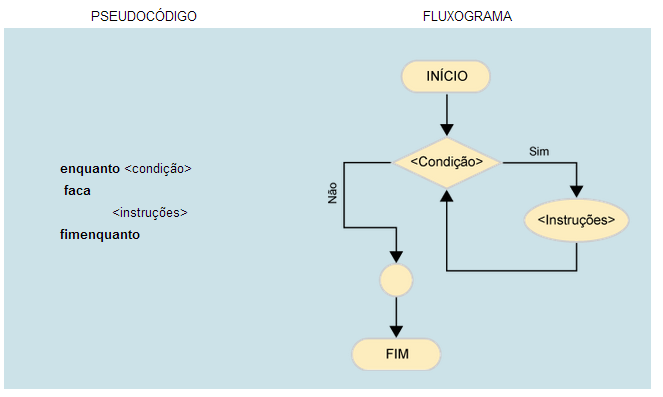 PSEUDOCÓDIGO
FLUXOGRAMA
enquanto <condição>
faca
<instruções>
fimenquanto
INÍCIO
<Condição>
Sim
Não
<Instruções>
FIM